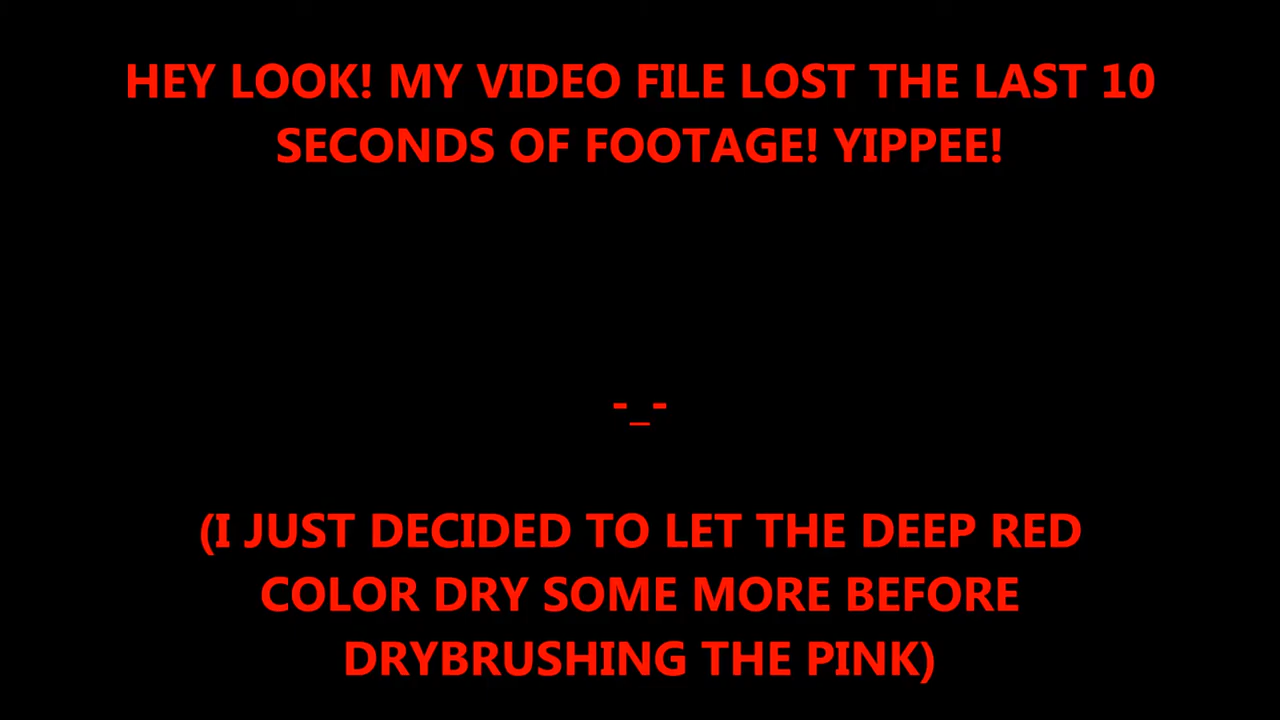 HEY LOOK! MY VIDEO FILE LOST THE LAST 10
SECONDS OF FOOTAGE! YIPPEE!
-_-
(I JUST DECIDED TO LET THE DEEP RED
COLOR DRY SOME MORE BEFORE
DRYBRUSHING THE PINK)